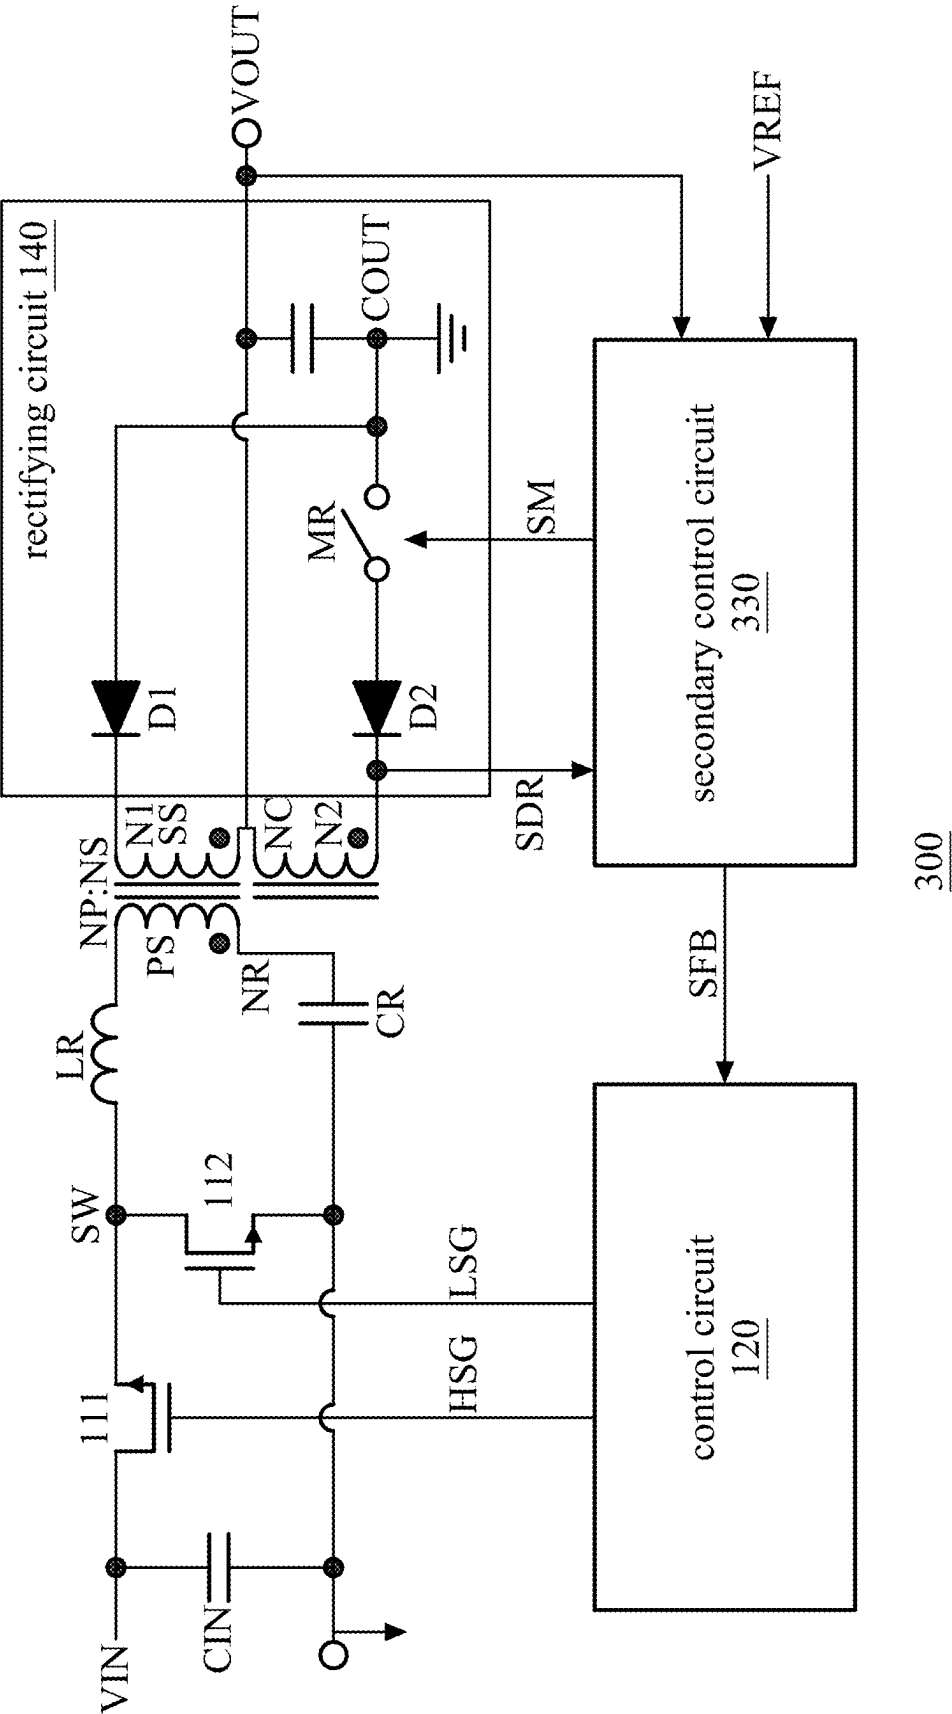 rectifying circuit 140
VOUT
COUT
VREF
D1
MR
SM
D2
SDR
NP:NS
N1
SS
NC
N2
PS
NR
LR
CR
SW
112
111
VIN
CIN
LSG
HSG
SFB
secondary control circuit
330
control circuit
120
300